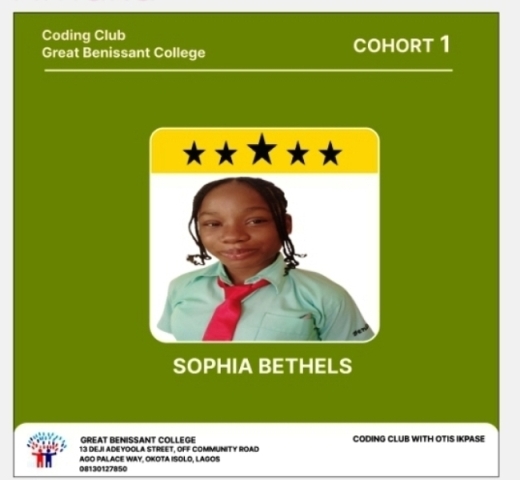 Coding Club
Great Benissant College
COHORT 1
SOPHIA BETHELS
GREAT BENISSANT COLLEGE
13 DEJI ADEYOOLA STREET, OFF COMMUNITY ROAD
AGO PALACE WAY, OKOTA ISOLO, LAGOS
08130127850
CODING CLUB WITH OTIS IKPASE